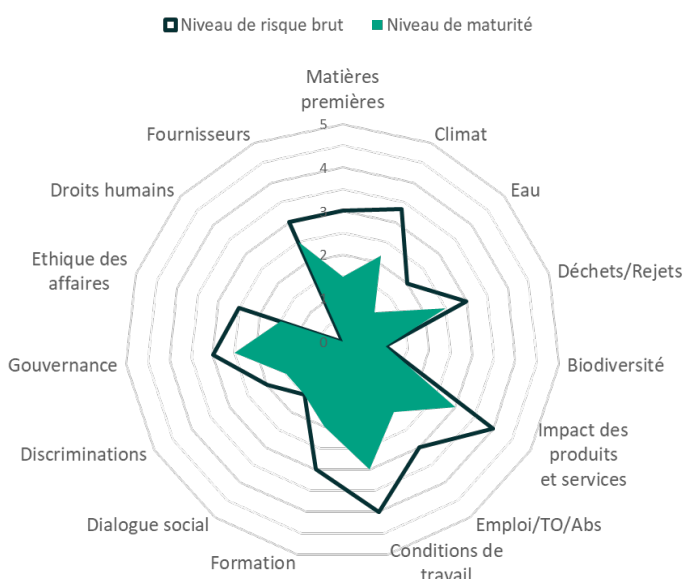 Niveau de risque brut Niveau de maturité
Matières
premières
Fournisseurs
Climat
Droits humains
Eau
Ethique des
affaires
Déchets/Rejets
Gouvernance
Biodiversité
Discriminations
Impact des
produits
et services
Dialogue social
Emploi/TO/Abs
Formation
Conditions de
travail
5
4
3
2
1
0